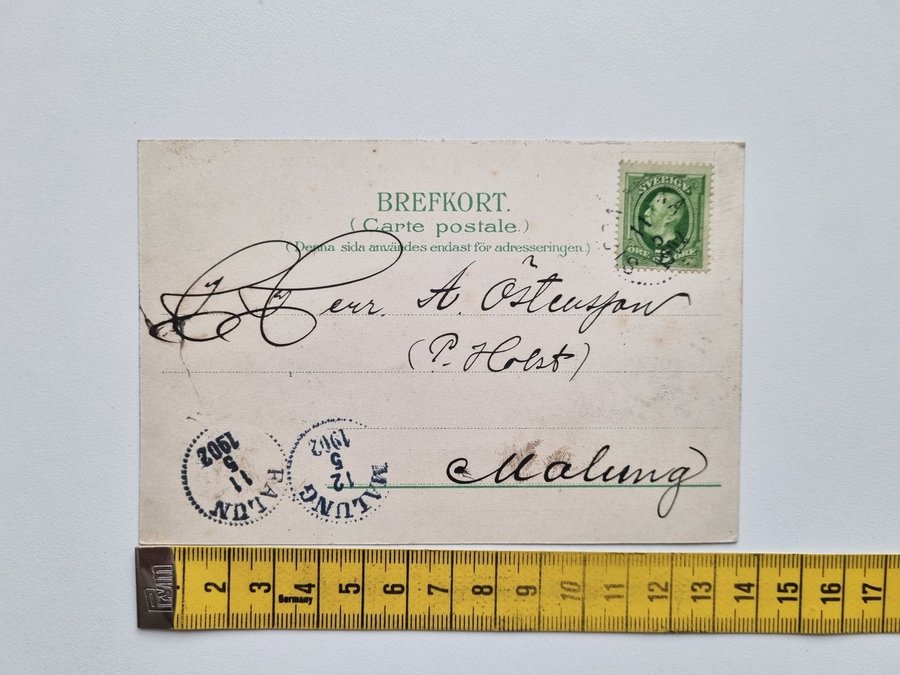 BREFKORT.
(Carte postale.)
(Denna sida användes endast för adresseringen.)
SVERIGE
Herr. A. Östensson
(P. Holst)
Malung
FALUN
11
5
1902
MALUNG
12
5
1902
Prym
2 3 4 5 6 7 8 9 10 11 12 13 14 15 16 17
Germany